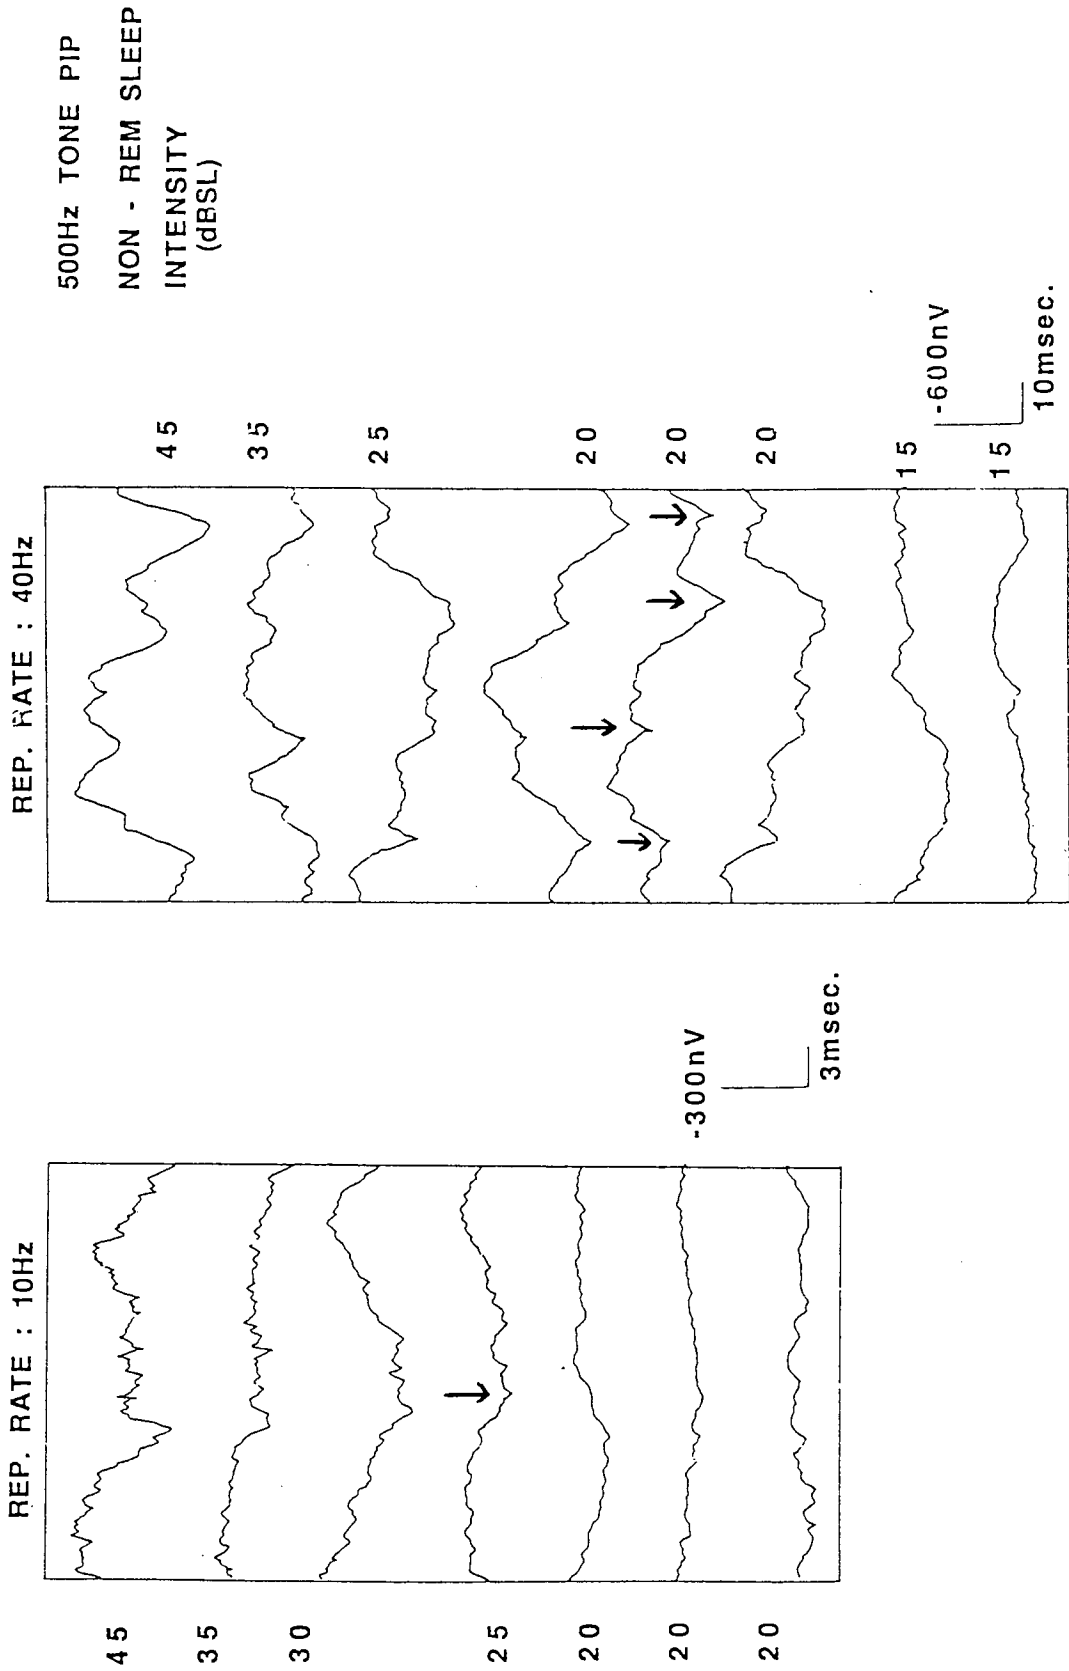 REP. RATE : 10Hz
45
35
30
25
20
20
20
-300nV
3msec.
REP. RATE : 40Hz
45
35
25
20
20
20
15
15
-600nV
10msec.
500Hz TONE PIP
NON - REM SLEEP
INTENSITY
(dBSL)